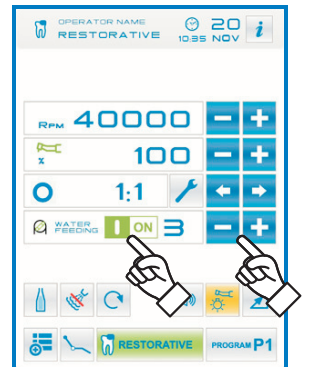 OPERATOR NAME
RESTORATIVE
10:35
20
NOV
i
RPM 40000 - +
% 100 - +
1:1
WATER
FEEDING
I ON 3 - +
RESTORATIVE
PROGRAM P1